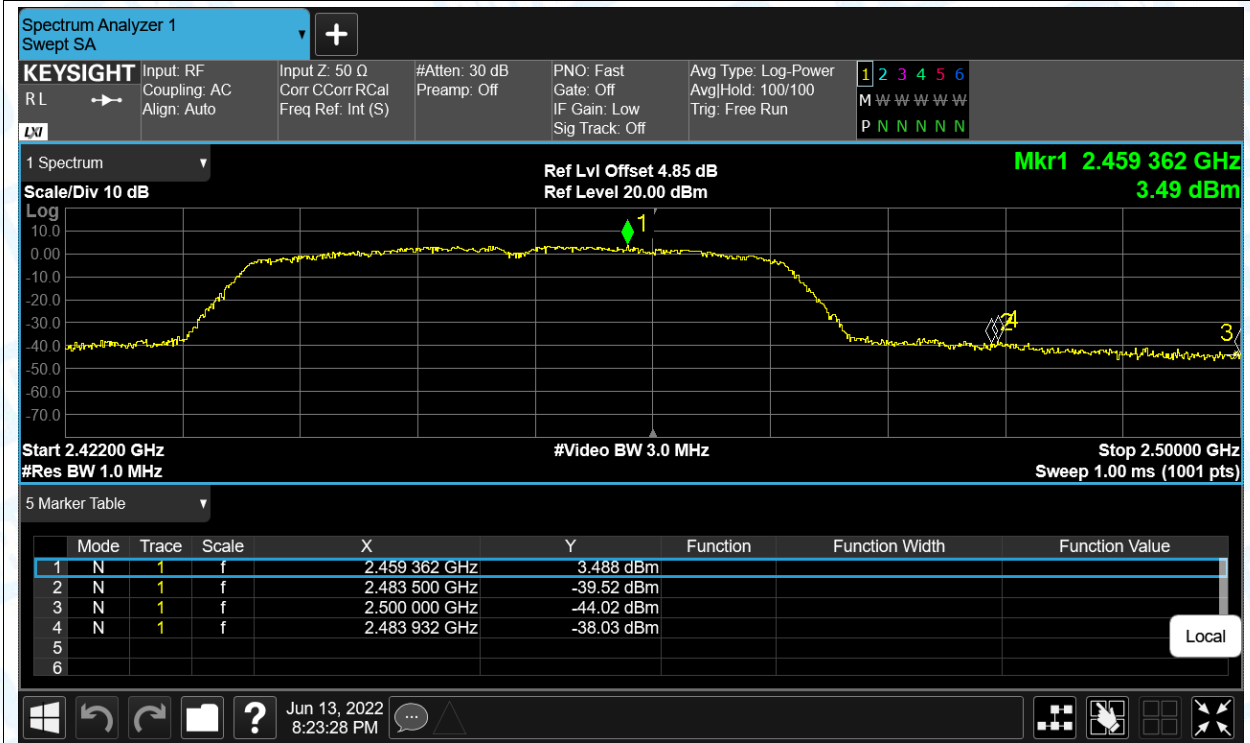 Spectrum Analyzer 1
Swept SA
KEYSIGHT
R L
LXI
Input: RF
Coupling: AC
Align: Auto
Input Z: 50 Ω
Corr CCorr RCal
Freq Ref: Int (S)
#Atten: 30 dB
Preamp: Off
PNO: Fast
Gate: Off
IF Gain: Low
Sig Track: Off
Avg Type: Log-Power
Avg|Hold: 100/100
Trig: Free Run
1 2 3 4 5 6
M W W W W W
P N N N N N
1 Spectrum
Scale/Div 10 dB
Ref Lvl Offset 4.85 dB
Ref Level 20.00 dBm
Mkr1 2.459 362 GHz
3.49 dBm
Log
10.0
0.00
-10.0
-20.0
-30.0
-40.0
-50.0
-60.0
-70.0
1
4
3
Start 2.42200 GHz
#Video BW 3.0 MHz
Stop 2.50000 GHz
#Res BW 1.0 MHz
Sweep 1.00 ms (1001 pts)
5 Marker Table
Mode Trace Scale X Y Function Function Width Function Value
1 N 1 f 2.459 362 GHz 3.488 dBm
2 N 1 f 2.483 500 GHz -39.52 dBm
3 N 1 f 2.500 000 GHz -44.02 dBm
4 N 1 f 2.483 932 GHz -38.03 dBm
5
6
Local
?
Jun 13, 2022
8:23:28 PM